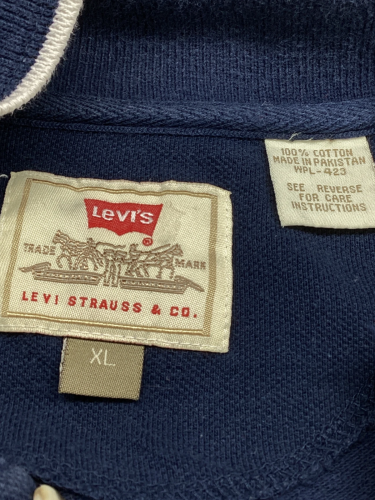 LEVI'S
®
TRADE MARK
LEVI STRAUSS & CO.
XL
100% COTTON
MADE IN PAKISTAN
WPL-423
SEE REVERSE
FOR CARE
INSTRUCTIONS